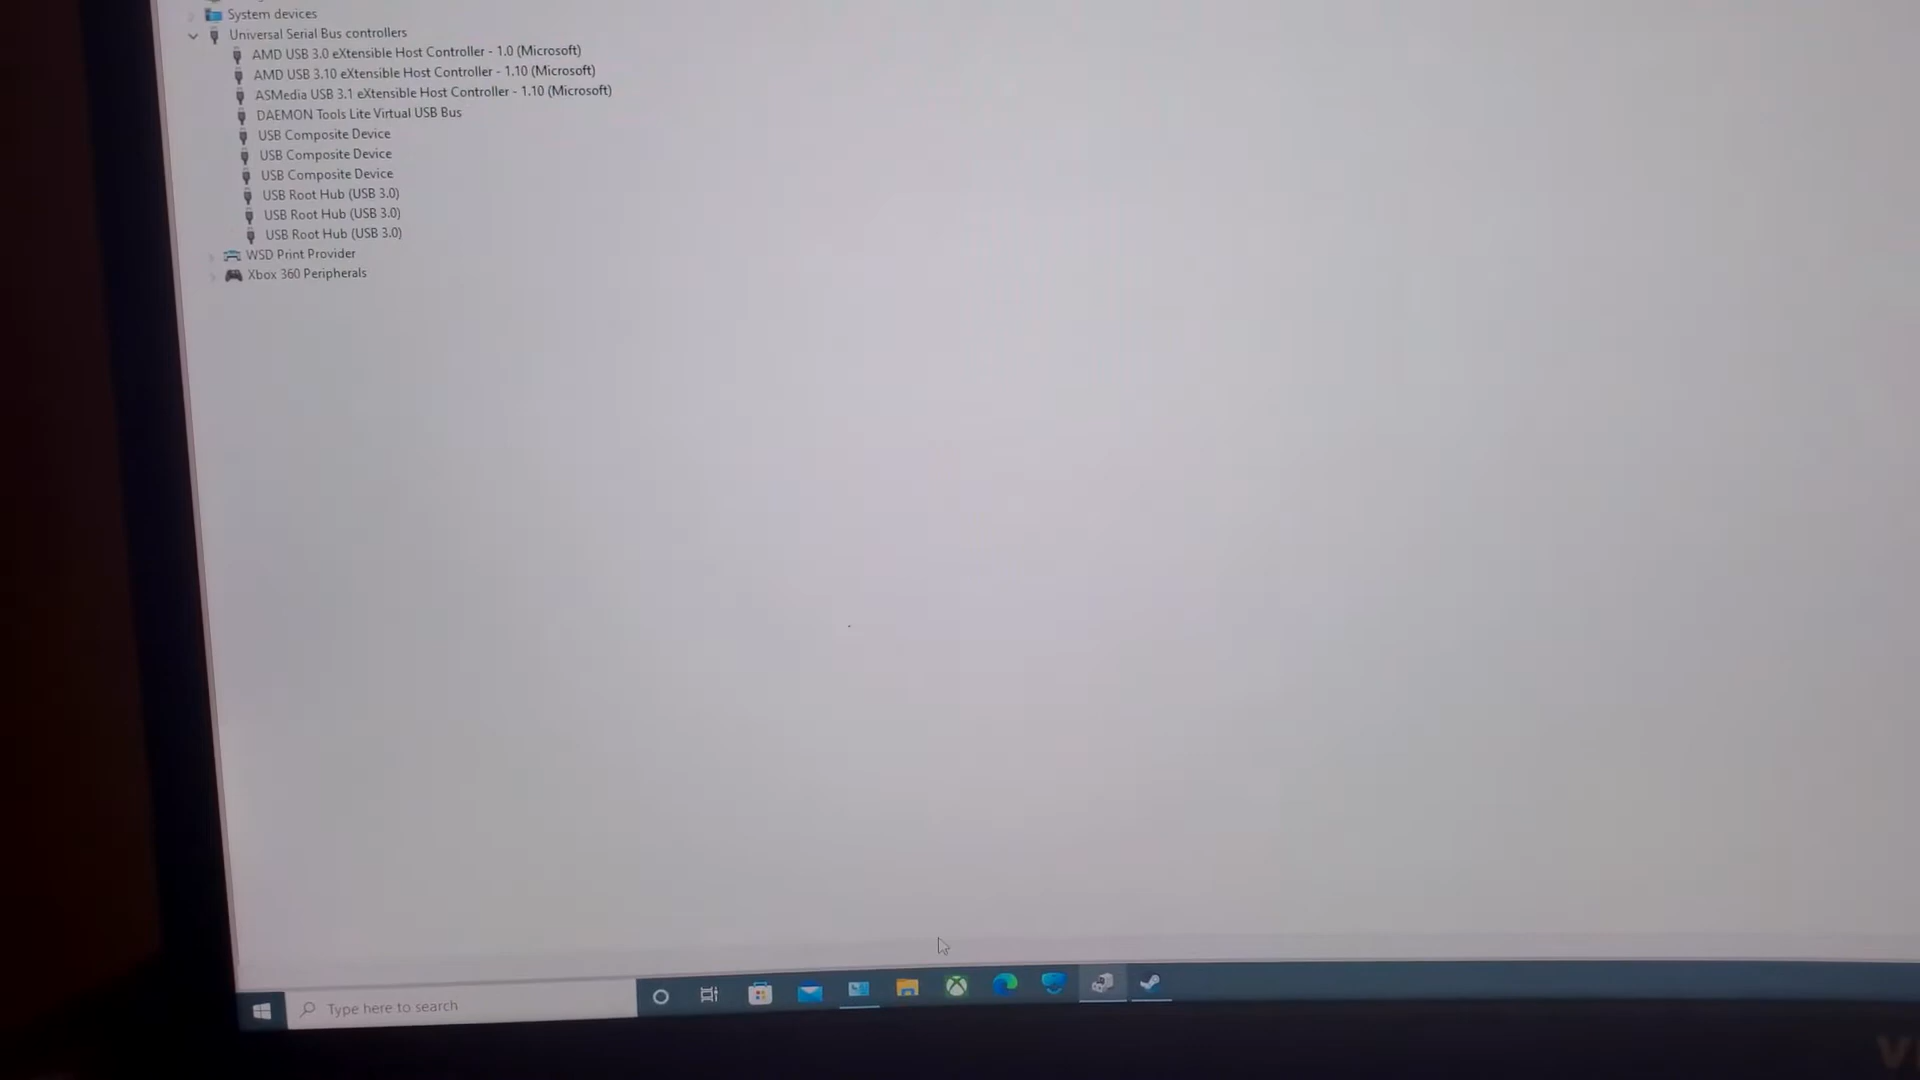 System devices
Universal Serial Bus controllers
AMD USB 3.0 eXtensible Host Controller - 1.0 (Microsoft)
AMD USB 3.10 eXtensible Host Controller - 1.10 (Microsoft)
ASMedia USB 3.1 eXtensible Host Controller - 1.10 (Microsoft)
DAEMON Tools Lite Virtual USB Bus
USB Composite Device
USB Composite Device
USB Composite Device
USB Root Hub (USB 3.0)
USB Root Hub (USB 3.0)
USB Root Hub (USB 3.0)
WSD Print Provider
Xbox 360 Peripherals
Type here to search